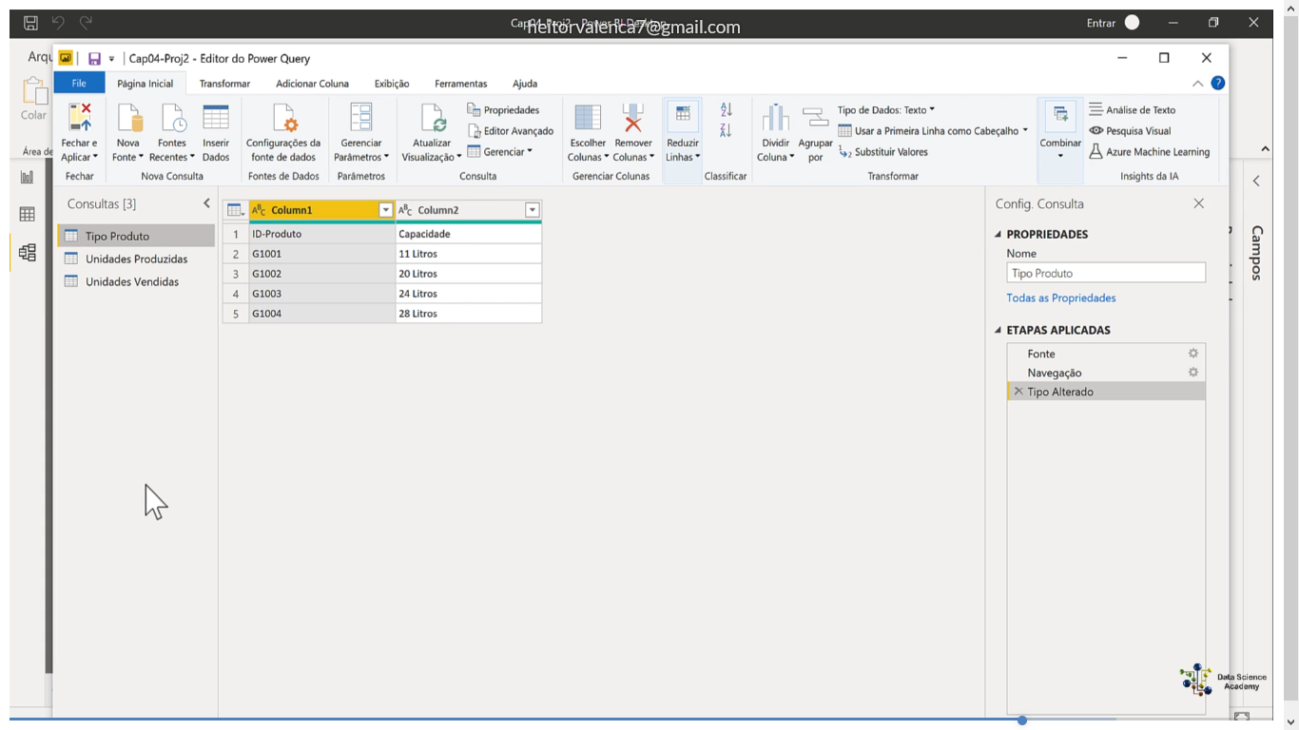 Entrar
heitorvalenca7@gmail.com
Arqu
Cap04-Proj2 - Editor do Power Query
File Página Inicial Transformar Adicionar Coluna Exibição Ferramentas Ajuda
Colar
Área de
Fechar e
Aplicar
Fechar
Nova
Fonte
Fontes
Recentes
Inserir
Dados
Nova Consulta
Configurações da
fonte de dados
Fontes de Dados
Gerenciar
Parâmetros
Parâmetros
Atualizar
Visualização
Propriedades
Editor Avançado
Gerenciar
Consulta
Escolher
Colunas
Remover
Colunas
Gerenciar Colunas
Reduzir
Linhas
Classificar
Dividir
Coluna
Agrupar
por
Tipo de Dados: Texto
Usar a Primeira Linha como Cabeçalho
Substituir Valores
Transformar
Combinar
Análise de Texto
Pesquisa Visual
Azure Machine Learning
Insights da IA
Consultas [3]
Tipo Produto
Unidades Produzidas
Unidades Vendidas
Column1 Column2
1 ID-Produto Capacidade
2 G1001 11 Litros
3 G1002 20 Litros
4 G1003 24 Litros
5 G1004 28 Litros
Config. Consulta
PROPRIEDADES
Nome
Tipo Produto
Todas as Propriedades
ETAPAS APLICADAS
Fonte
Navegação
Tipo Alterado
Campos
Data Science
Academy